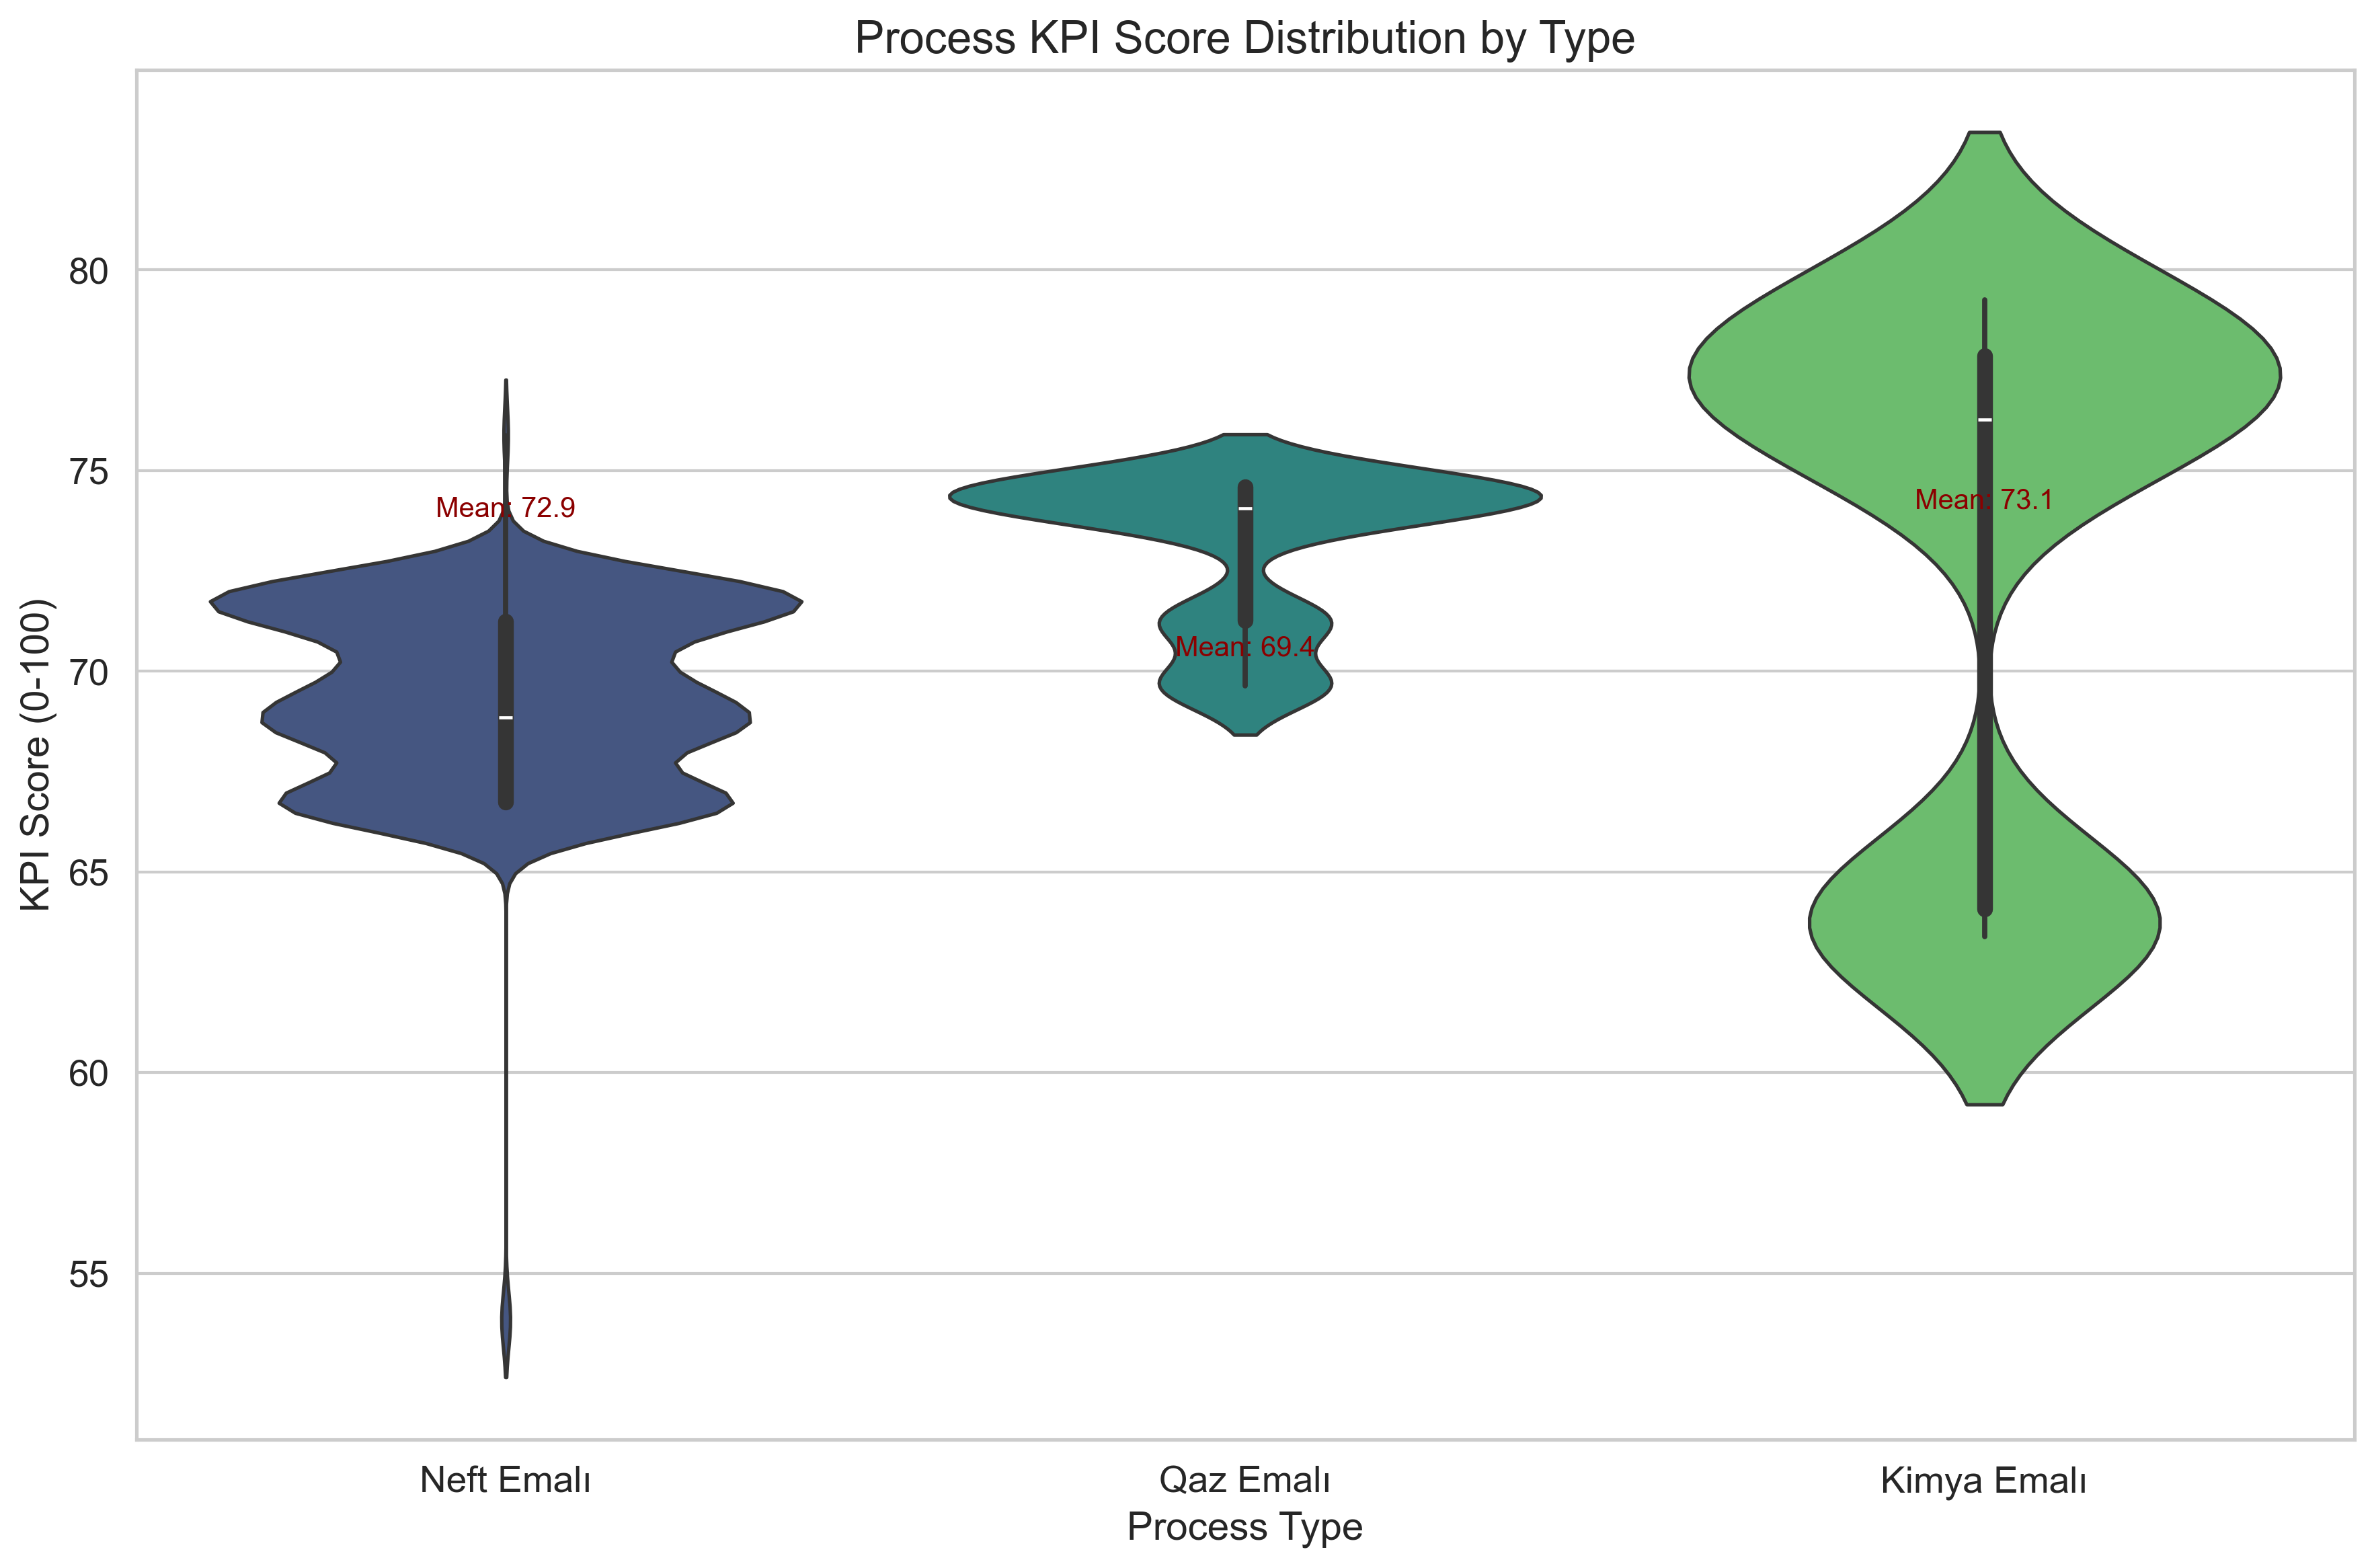 Process KPI Score Distribution by Type
KPI Score (0-100)
80
75
70
65
60
55
Mean: 72.9
Mean: 69.4
Mean: 73.1
Neft Emalı
Qaz Emalı
Kimya Emalı
Process Type